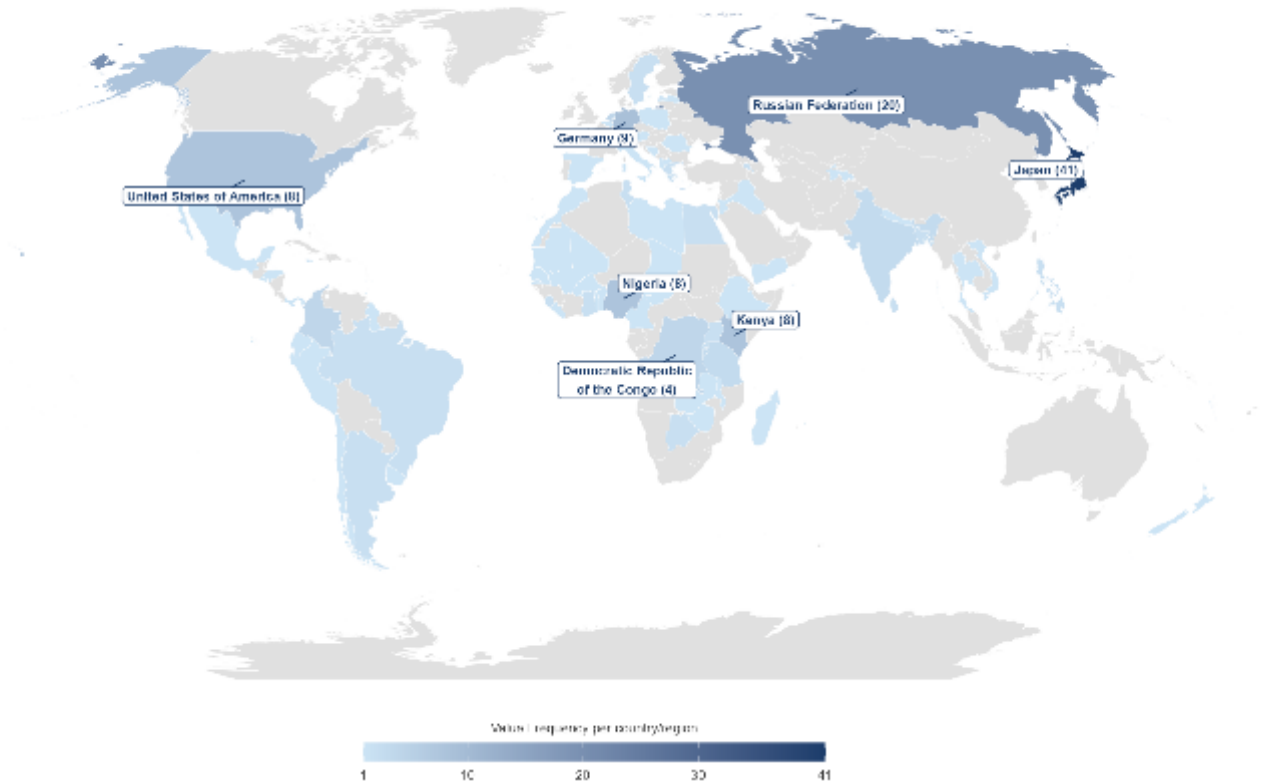 Russian Federation (20)
Germany (9)
Japan (41)
United States of America (8)
Nigeria (8)
Kenya (8)
Democratic Republic
of the Congo (4)
Value Frequency per country/region
1 10 20 30 41